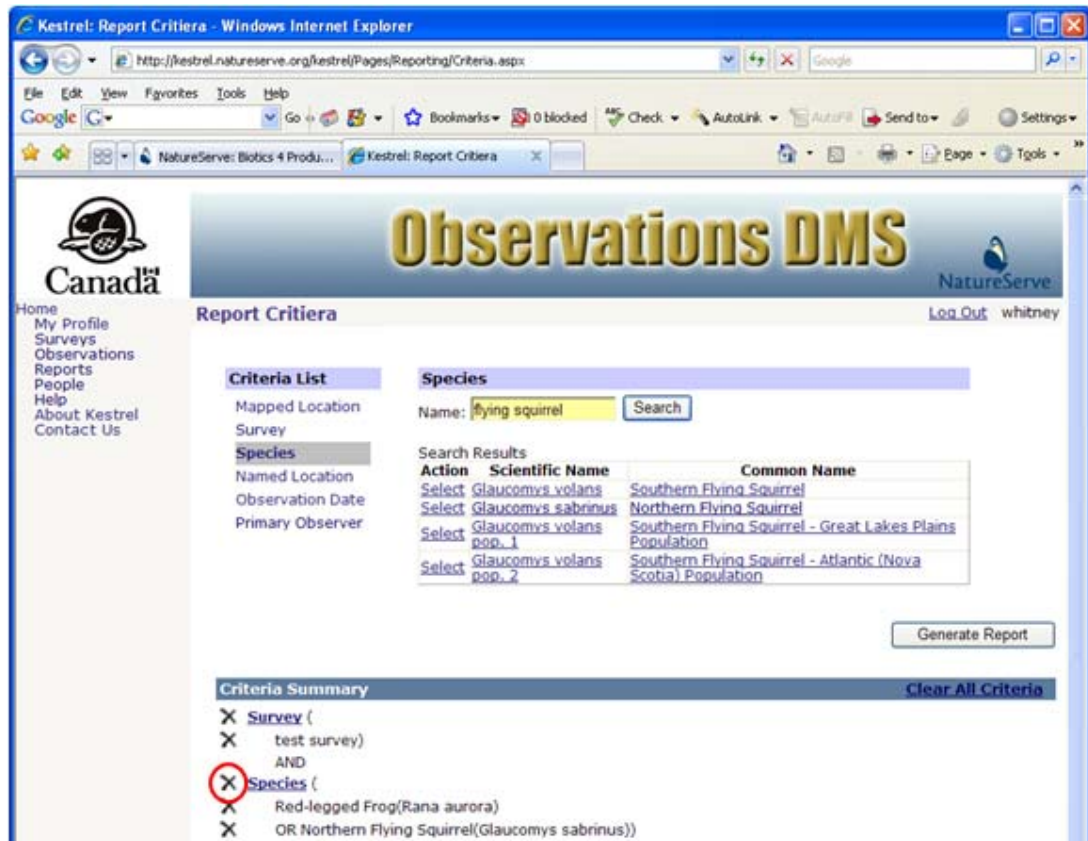 Kestrel: Report Critiera - Windows Internet Explorer
http://kestrel.natureserve.org/kestrel/Pages/Reporting/Criteria.aspx
Google
File Edit View Favorites Tools Help
Google G Go Bookmarks 0 blocked Check AutoLink AutoFill Send to Settings
NatureServe: Biotics 4 Produ... Kestrel: Report Critiera Page Tools
Canada
Observations DMS
NatureServe
Home
My Profile
Surveys
Observations
Reports
People
Help
About Kestrel
Contact Us
Report Critiera
Log Out whitney
Criteria List
Mapped Location
Survey
Species
Named Location
Observation Date
Primary Observer
Species
Name: flying squirrel Search
Search Results
Action Scientific Name Common Name
Select Glaucomys volans Southern Flying Squirrel
Select Glaucomys sabrinus Northern Flying Squirrel
Select Glaucomys volans pop. 1 Southern Flying Squirrel - Great Lakes Plains Population
Select Glaucomys volans pop. 2 Southern Flying Squirrel - Atlantic (Nova Scotia) Population
Generate Report
Criteria Summary Clear All Criteria
Survey (
test survey)
AND
Species (
Red-legged Frog(Rana aurora)
OR Northern Flying Squirrel(Glaucomys sabrinus))